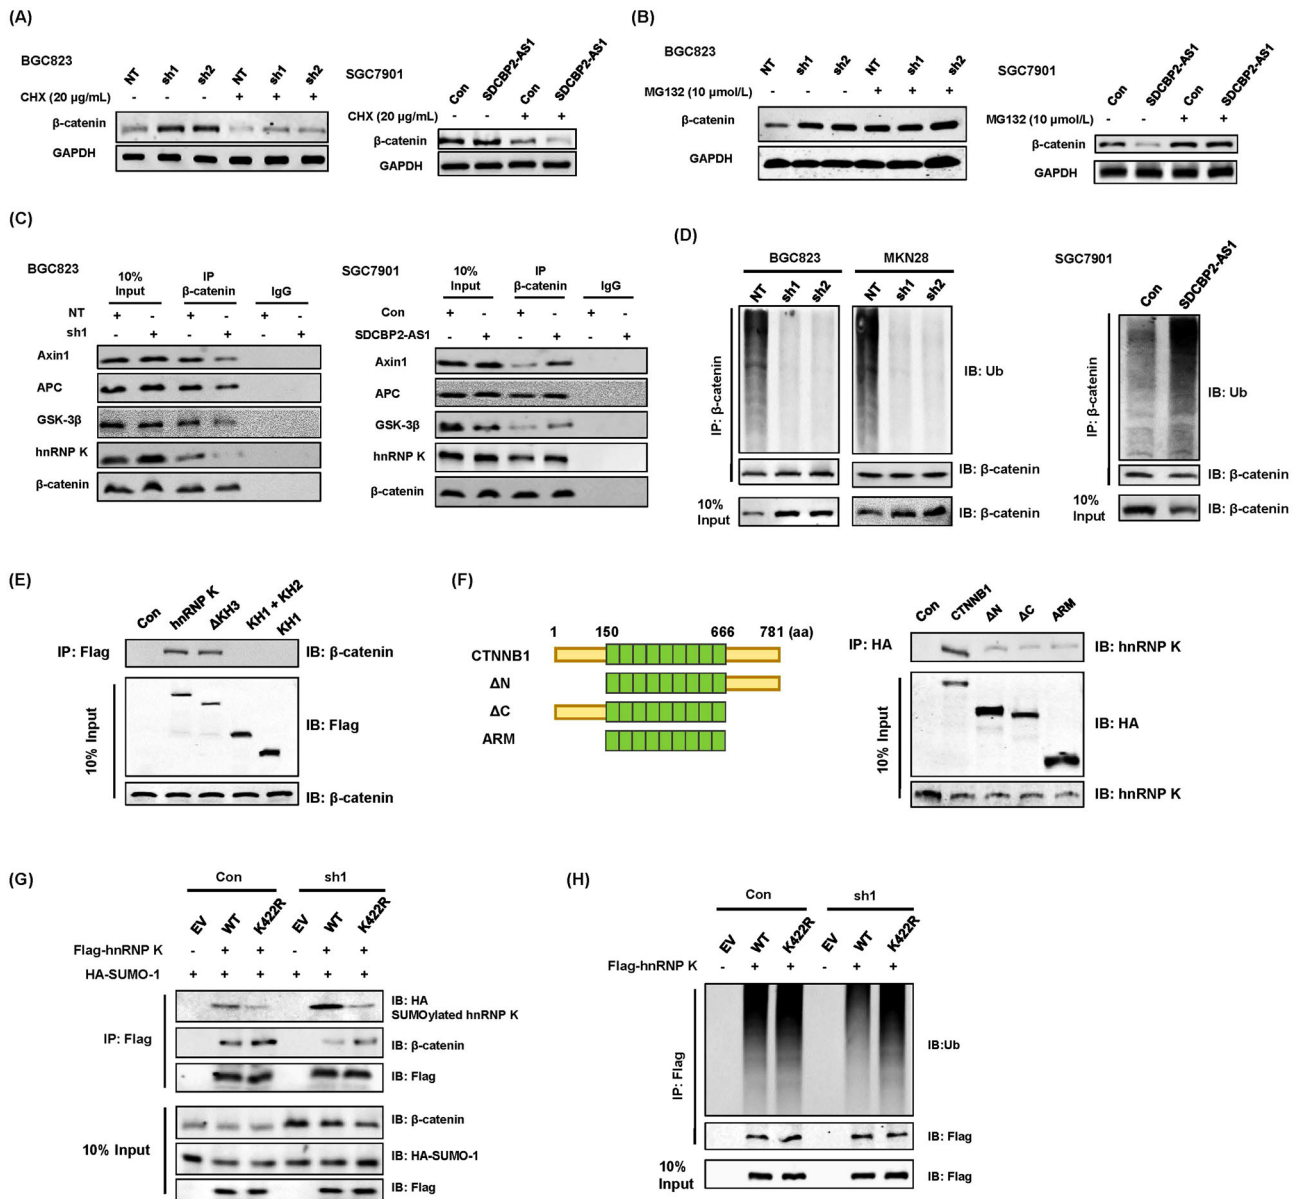 (A)
BGC823
NT sh1 sh2 NT sh1 sh2
CHX (20 μg/mL) - - - + + +
β-catenin
GAPDH
SGC7901
Con SDCBP2-AS1 Con SDCBP2-AS1
CHX (20 μg/mL) - - + +
β-catenin
GAPDH
(B)
BGC823
NT sh1 sh2 NT sh1 sh2
MG132 (10 μmol/L) - - - + + +
β-catenin
GAPDH
SGC7901
Con SDCBP2-AS1 Con SDCBP2-AS1
MG132 (10 μmol/L) - - + +
β-catenin
GAPDH
(C)
BGC823
10% Input
IP β-catenin
IgG
NT + - + - + -
sh1 - + - + - +
Axin1
APC
GSK-3β
hnRNP K
β-catenin
SGC7901
10% Input
IP β-catenin
IgG
Con + - + - + -
SDCBP2-AS1 - + - + - +
Axin1
APC
GSK-3β
hnRNP K
β-catenin
(D)
BGC823 MKN28
NT sh1 sh2 NT sh1 sh2
IP: β-catenin
IB: Ub
IB: β-catenin
10% Input
IB: β-catenin
SGC7901
Con SDCBP2-AS1
IP: β-catenin
IB: Ub
IB: β-catenin
10% Input
IB: β-catenin
(E)
Con hnRNP K ΔKH3 KH1 + KH2 KH1
IP: Flag
IB: β-catenin
10% Input
IB: Flag
IB: β-catenin
(F)
1 150 666 781 (aa)
CTNNB1
ΔN
ΔC
ARM
Con CTNNB1 ΔN ΔC ARM
IP: HA
IB: hnRNP K
10% Input
IB: HA
IB: hnRNP K
(G)
Con sh1
EV WT K422R EV WT K422R
Flag-hnRNP K - + + - + +
HA-SUMO-1 + + + + + +
IP: Flag
IB: HA
SUMOylated hnRNP K
IB: β-catenin
IB: Flag
10% Input
IB: β-catenin
IB: HA-SUMO-1
IB: Flag
(H)
Con sh1
EV WT K422R EV WT K422R
Flag-hnRNP K - + + - + +
IP: Flag
IB:Ub
IB: Flag
10% Input
IB: Flag